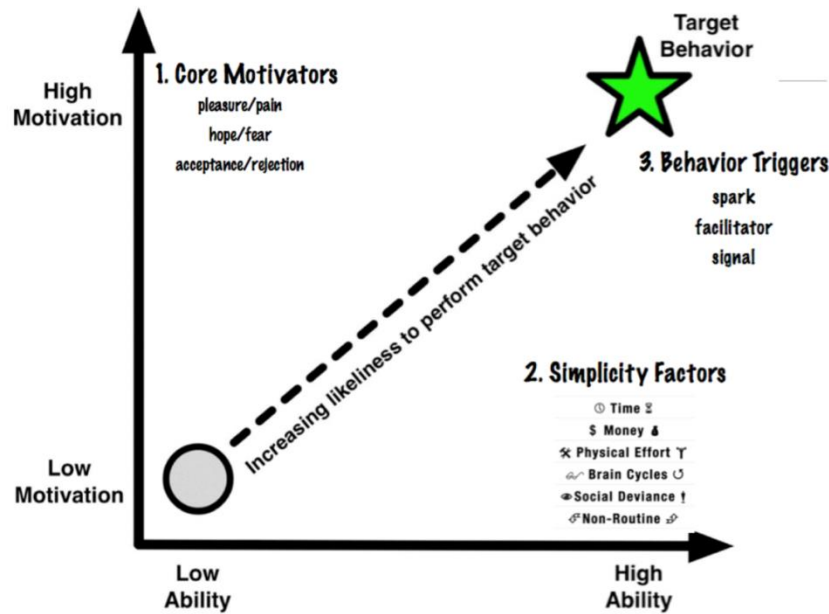 Target
Behavior
High
Motivation
1. Core Motivators
pleasure/pain
hope/fear
acceptance/rejection
3. Behavior Triggers
spark
facilitator
signal
Increasing likeliness to perform target behavior
2. Simplicity Factors
Time
$ Money
Physical Effort
Brain Cycles
Social Deviance
Non-Routine
Low
Motivation
Low
Ability
High
Ability